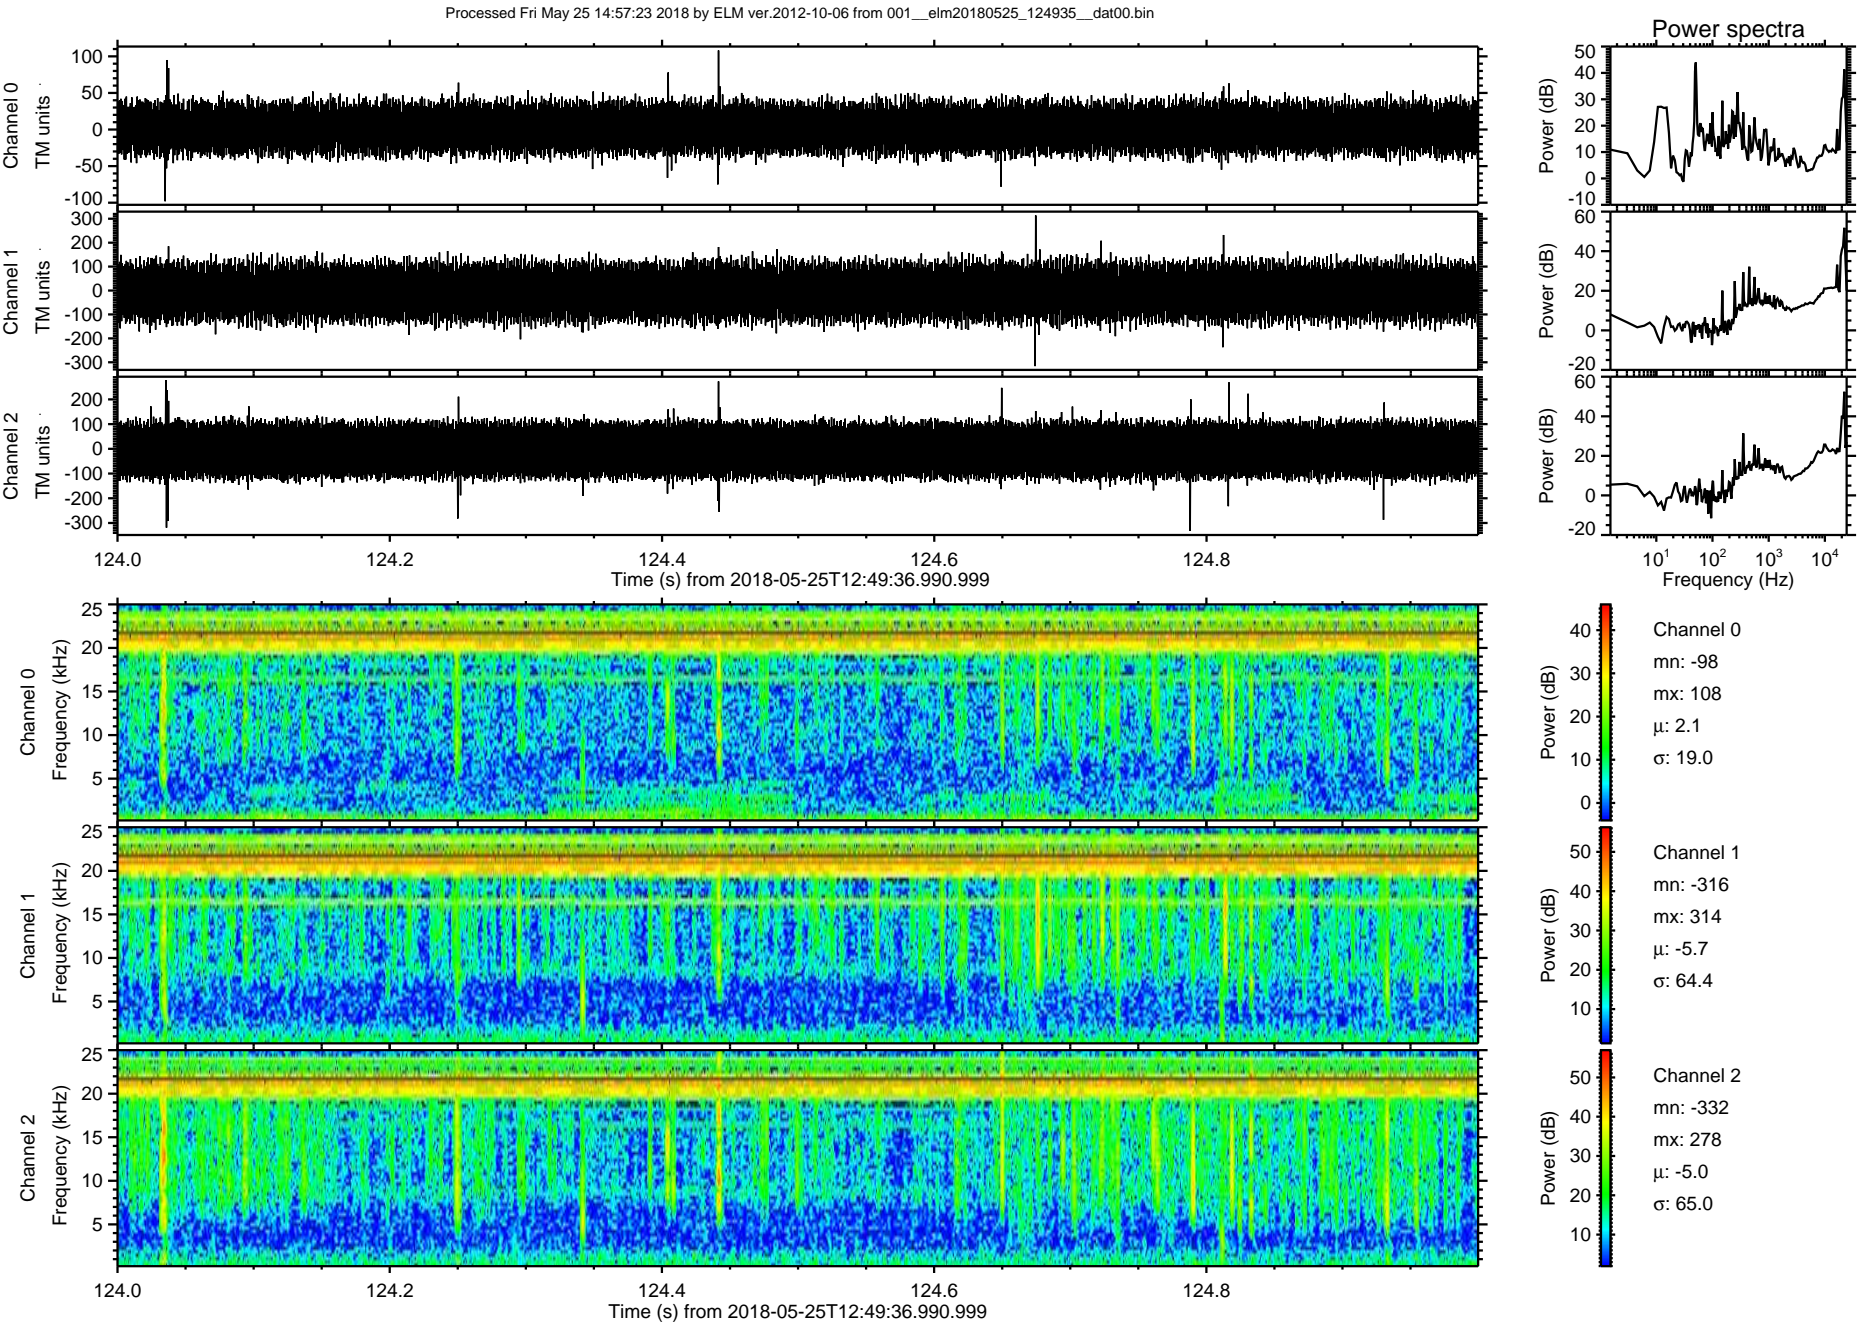 Processed Fri May 25 14:57:23 2018 by ELM ver.2012-10-06 from 001__elm20180525_124935__dat00.bin
Power spectra
Channel 0
TM units
100
50
0
-50
-100
Power (dB)
50
40
30
20
10
0
-10
Channel 1
TM units
300
200
100
0
-100
-200
-300
Power (dB)
60
40
20
0
-20
Channel 2
TM units
200
100
0
-100
-200
-300
Power (dB)
60
40
20
0
-20
124.0 124.2 124.4 124.6 124.8
Time (s) from 2018-05-25T12:49:36.990.999
10¹ 10² 10³ 10⁴
Frequency (Hz)
Channel 0
Frequency (kHz)
25
20
15
10
5
Power (dB)
40
30
20
10
0
Channel 0
mn: -98
mx: 108
µ: 2.1
σ: 19.0
Channel 1
Frequency (kHz)
25
20
15
10
5
Power (dB)
50
40
30
20
10
Channel 1
mn: -316
mx: 314
µ: -5.7
σ: 64.4
Channel 2
Frequency (kHz)
25
20
15
10
5
Power (dB)
50
40
30
20
10
Channel 2
mn: -332
mx: 278
µ: -5.0
σ: 65.0
124.0 124.2 124.4 124.6 124.8
Time (s) from 2018-05-25T12:49:36.990.999